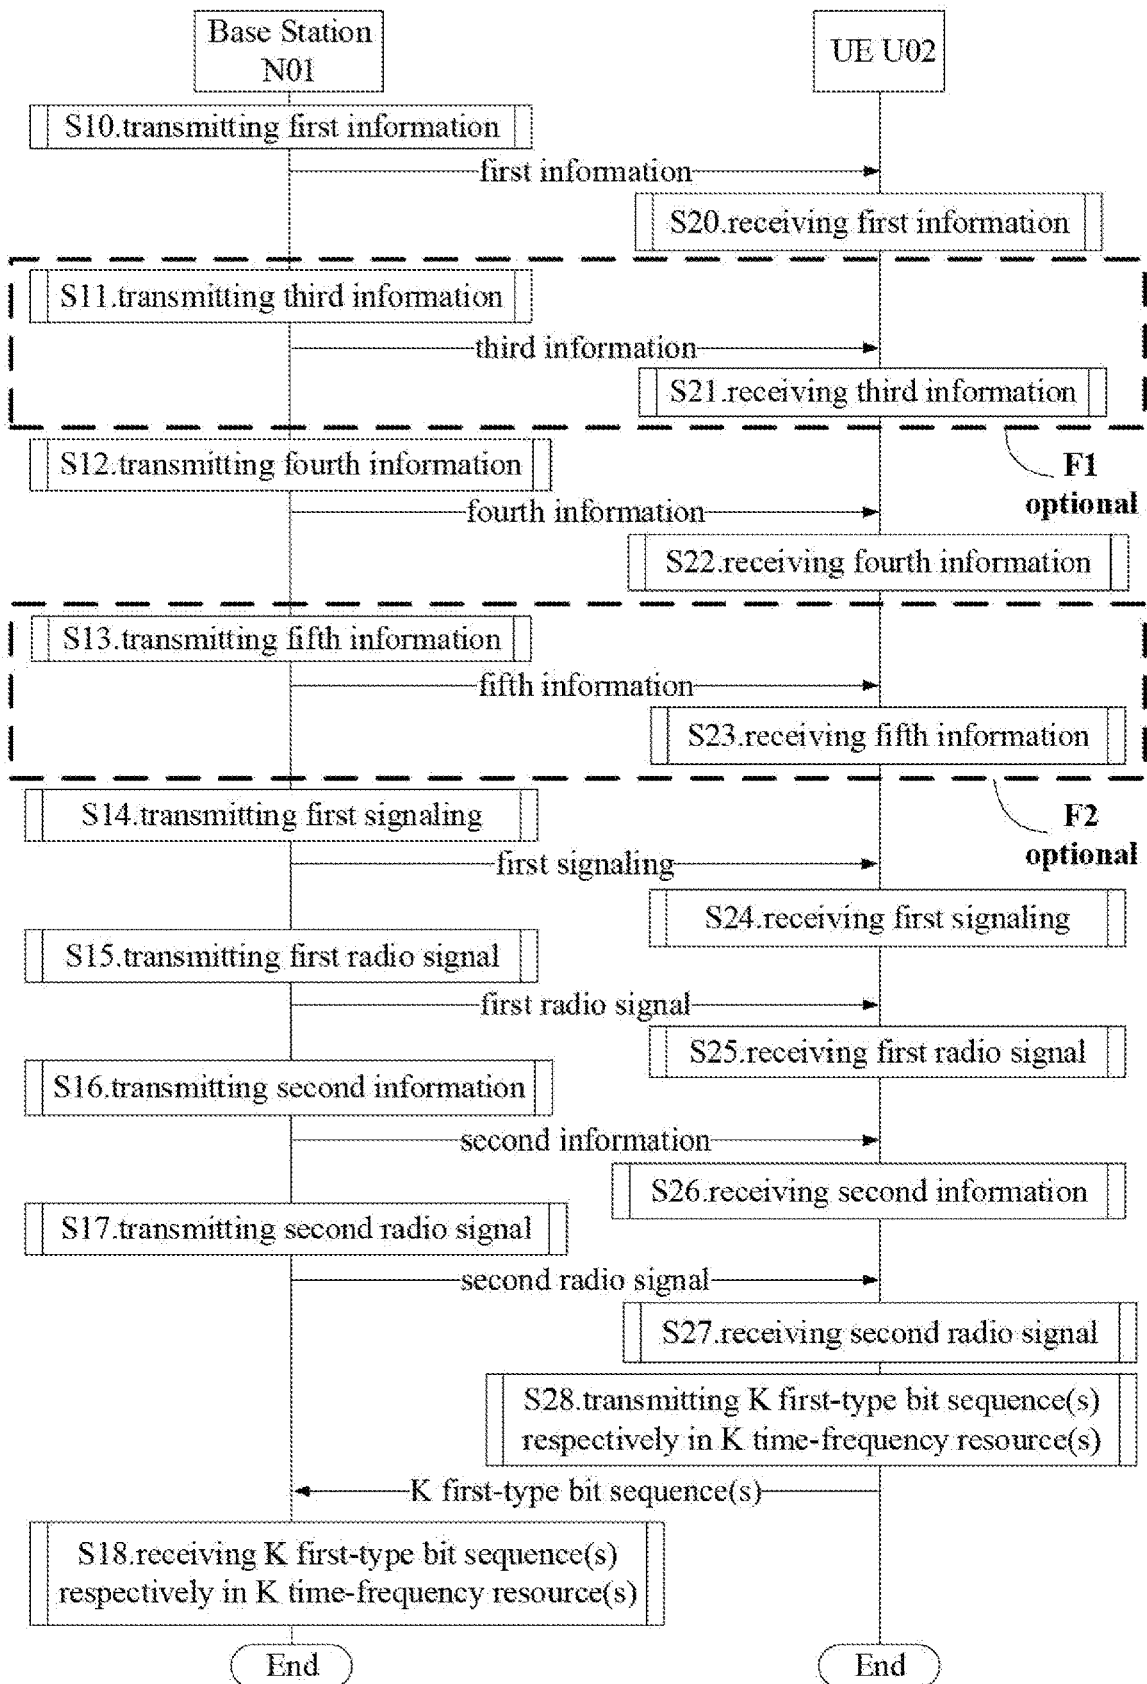 Base Station
N01
UE U02
S10.transmitting first information
first information
S20.receiving first information
S11.transmitting third information
third information
S21.receiving third information
F1
optional
S12.transmitting fourth information
fourth information
S22.receiving fourth information
S13.transmitting fifth information
fifth information
S23.receiving fifth information
F2
optional
S14.transmitting first signaling
first signaling
S24.receiving first signaling
S15.transmitting first radio signal
first radio signal
S25.receiving first radio signal
S16.transmitting second information
second information
S26.receiving second information
S17.transmitting second radio signal
second radio signal
S27.receiving second radio signal
S28.transmitting K first-type bit sequence(s)
respectively in K time-frequency resource(s)
K first-type bit sequence(s)
S18.receiving K first-type bit sequence(s)
respectively in K time-frequency resource(s)
End
End